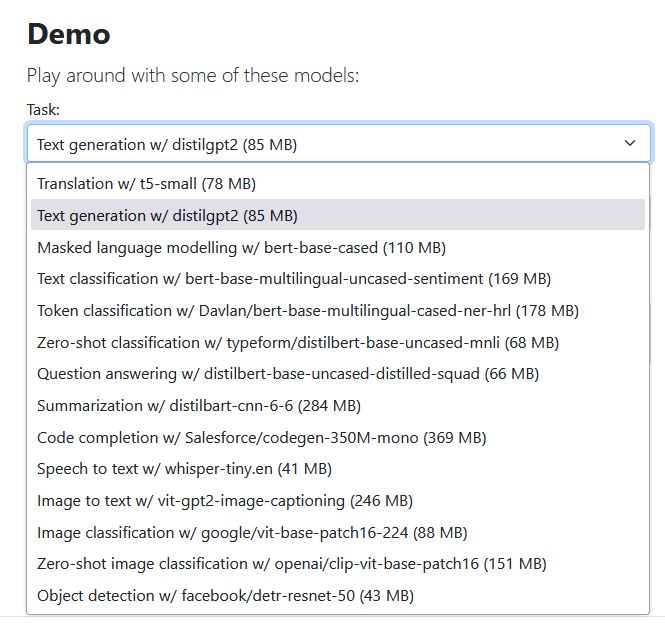 Demo
Play around with some of these models:
Task:
Text generation w/ distilgpt2 (85 MB)
Translation w/ t5-small (78 MB)
Text generation w/ distilgpt2 (85 MB)
Masked language modelling w/ bert-base-cased (110 MB)
Text classification w/ bert-base-multilingual-uncased-sentiment (169 MB)
Token classification w/ Davlan/bert-base-multilingual-cased-ner-hrl (178 MB)
Zero-shot classification w/ typeform/distilbert-base-uncased-mnli (68 MB)
Question answering w/ distilbert-base-uncased-distilled-squad (66 MB)
Summarization w/ distilbart-cnn-6-6 (284 MB)
Code completion w/ Salesforce/codegen-350M-mono (369 MB)
Speech to text w/ whisper-tiny.en (41 MB)
Image to text w/ vit-gpt2-image-captioning (246 MB)
Image classification w/ google/vit-base-patch16-224 (88 MB)
Zero-shot image classification w/ openai/clip-vit-base-patch16 (151 MB)
Object detection w/ facebook/detr-resnet-50 (43 MB)